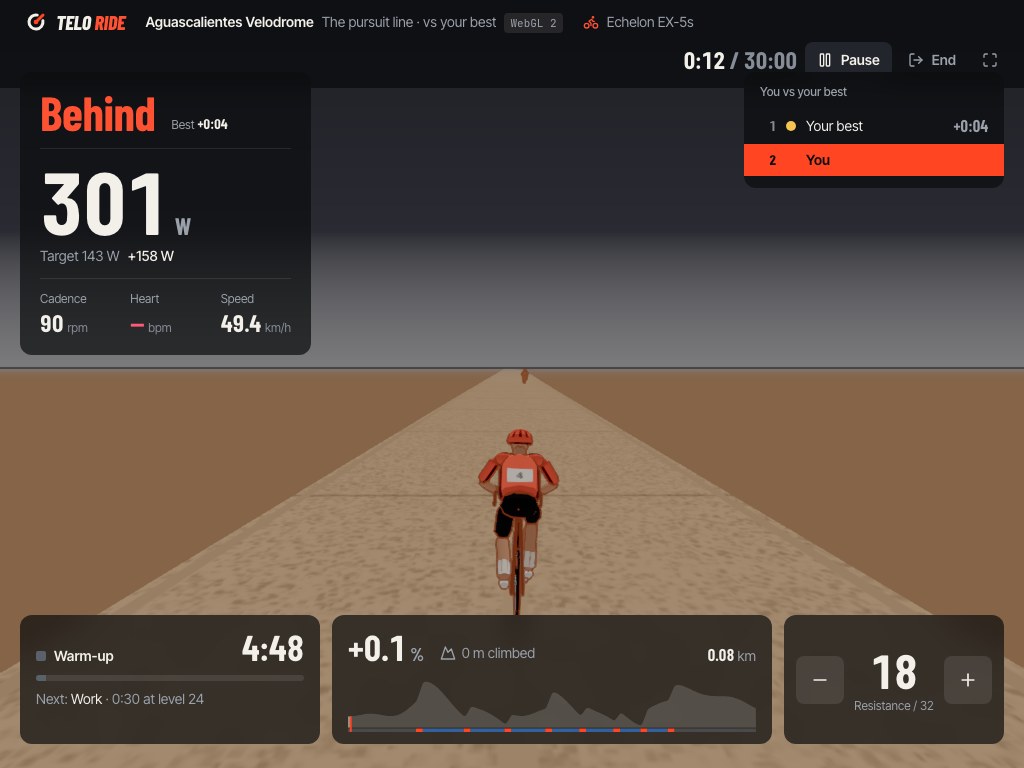 TELO RIDE
Aguascalientes Velodrome The pursuit line · vs your best WebGL 2 Echelon EX-5s
0:12 / 30:00 Pause End
Behind Best +0:04
301 W
Target 143 W +158 W
Cadence Heart Speed
90 rpm — bpm 49.4 km/h
You vs your best
1 Your best +0:04
2 You
4
Warm-up 4:48
Next: Work · 0:30 at level 24
+0.1 % 0 m climbed 0.08 km
− 18 +
Resistance / 32